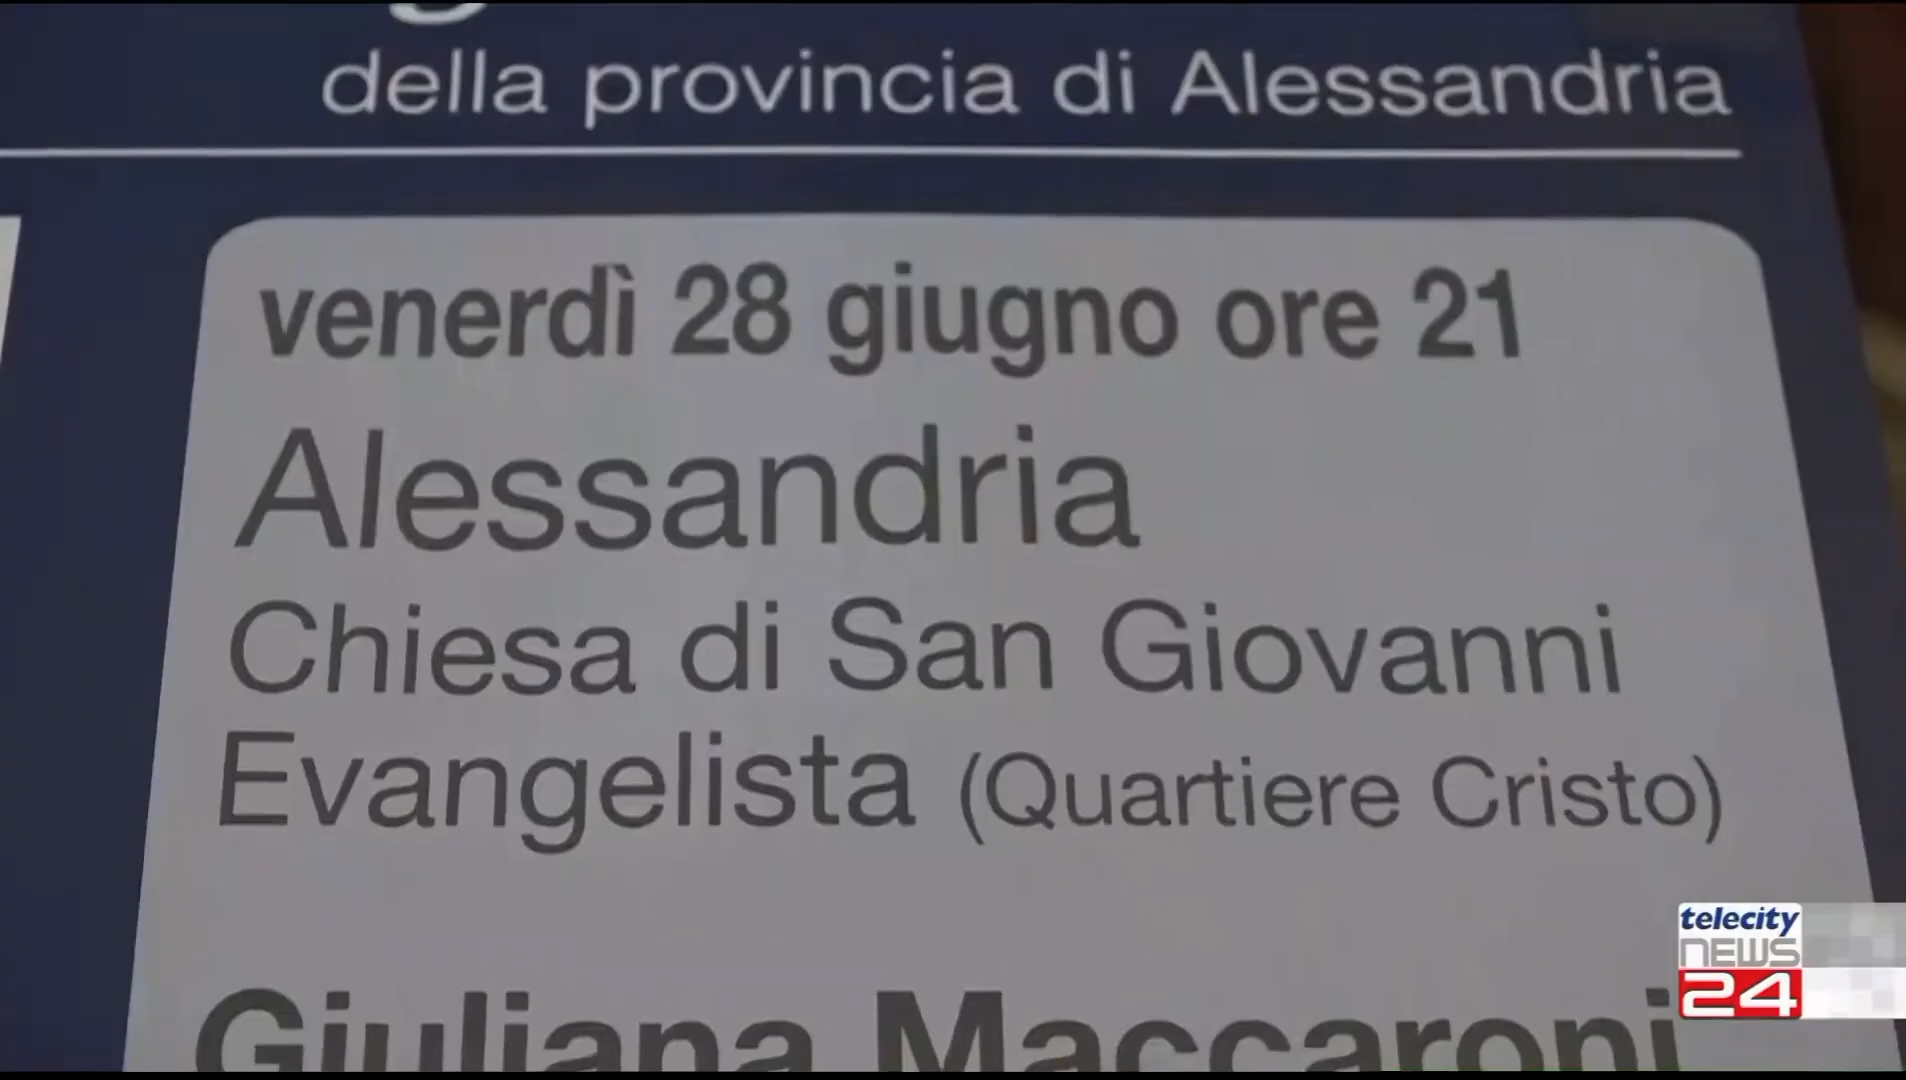 della provincia di Alessandria
venerdì 28 giugno ore 21
Alessandria
Chiesa di San Giovanni
Evangelista (Quartiere Cristo)
Giuliana Maccaroni
telecity
NEWS
24